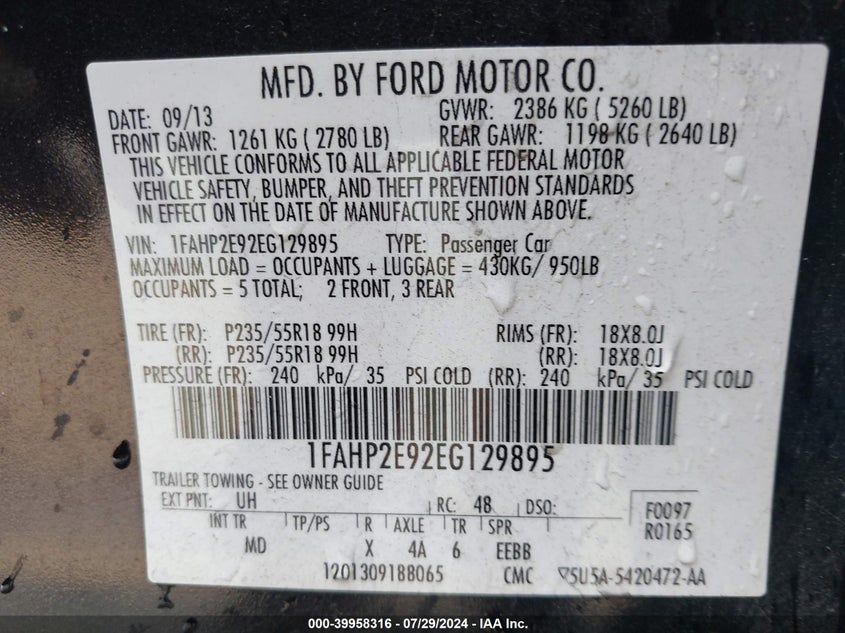 MFD. BY FORD MOTOR CO.
DATE: 09/13 GVWR: 2386 KG ( 5260 LB)
FRONT GAWR: 1261 KG ( 2780 LB) REAR GAWR: 1198 KG ( 2640 LB)
THIS VEHICLE CONFORMS TO ALL APPLICABLE FEDERAL MOTOR
VEHICLE SAFETY, BUMPER, AND THEFT PREVENTION STANDARDS
IN EFFECT ON THE DATE OF MANUFACTURE SHOWN ABOVE.
VIN: 1FAHP2E92EG129895 TYPE: Passenger Car
MAXIMUM LOAD = OCCUPANTS + LUGGAGE = 430KG/ 950LB
OCCUPANTS = 5 TOTAL; 2 FRONT, 3 REAR
TIRE (FR): P235/55R18 99H RIMS (FR): 18X8.0J
(RR): P235/55R18 99H (RR): 18X8.0J
PRESSURE (FR): 240 kPa/ 35 PSI COLD (RR): 240 kPa/ 35 PSI COLD
1FAHP2E92EG129895
TRAILER TOWING - SEE OWNER GUIDE
EXT PNT: UH RC: 48 DSO: F0097
INT TR TP/PS R AXLE TR SPR R0165
MD X 4A 6 EEBB
1201309188065 CMC 5U5A-5420472-AA
000-39958316 - 07/29/2024 - IAA Inc.